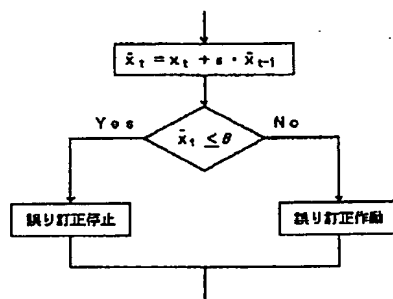 x̄ₜ = xₜ + s · x̄ₜ₋₁
Yes
No
x̄ₜ ≤ θ
誤り訂正停止
誤り訂正作動